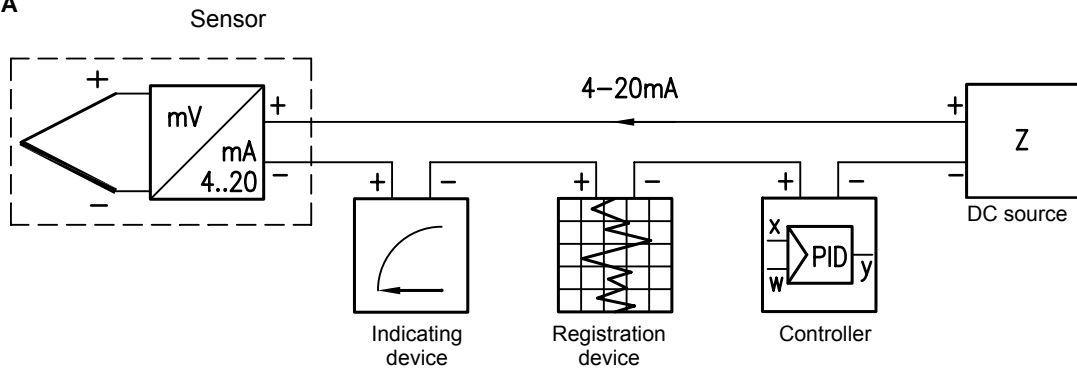 A
Sensor
+
mV
mA
4..20
−
+
−
4–20mA
+
−
Z
DC source
+ −
+ −
+ −
x
w
PID
y
Indicating
device
Registration
device
Controller